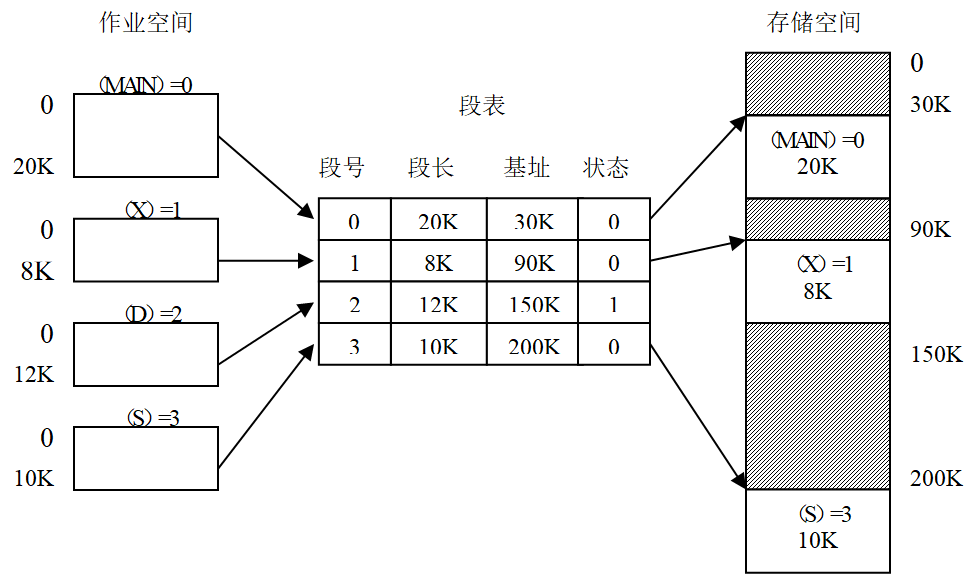 作业空间
(MAIN)=0
0
20K
(X)=1
0
8K
(D)=2
0
12K
(S)=3
0
10K
段表
段号 段长 基址 状态
0 20K 30K 0
1 8K 90K 0
2 12K 150K 1
3 10K 200K 0
存储空间
0
30K
(MAIN)=0
20K
90K
(X)=1
8K
150K
200K
(S)=3
10K